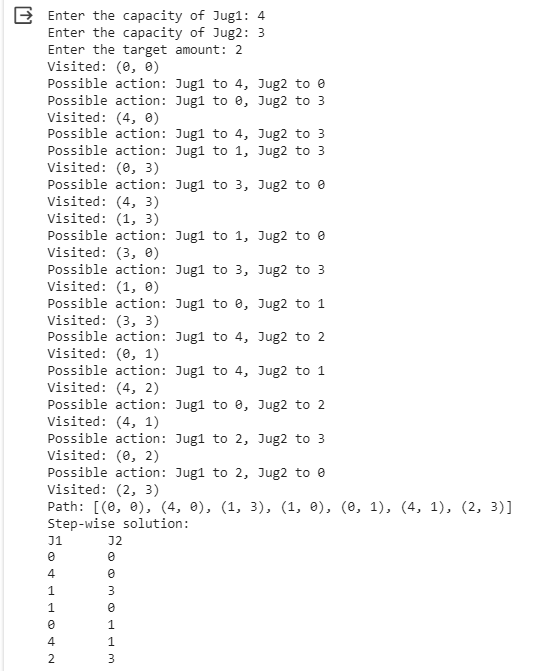 Enter the capacity of Jug1: 4
Enter the capacity of Jug2: 3
Enter the target amount: 2
Visited: (0, 0)
Possible action: Jug1 to 4, Jug2 to 0
Possible action: Jug1 to 0, Jug2 to 3
Visited: (4, 0)
Possible action: Jug1 to 4, Jug2 to 3
Possible action: Jug1 to 1, Jug2 to 3
Visited: (0, 3)
Possible action: Jug1 to 3, Jug2 to 0
Visited: (4, 3)
Visited: (1, 3)
Possible action: Jug1 to 1, Jug2 to 0
Visited: (3, 0)
Possible action: Jug1 to 3, Jug2 to 3
Visited: (1, 0)
Possible action: Jug1 to 0, Jug2 to 1
Visited: (3, 3)
Possible action: Jug1 to 4, Jug2 to 2
Visited: (0, 1)
Possible action: Jug1 to 4, Jug2 to 1
Visited: (4, 2)
Possible action: Jug1 to 0, Jug2 to 2
Visited: (4, 1)
Possible action: Jug1 to 2, Jug2 to 3
Visited: (0, 2)
Possible action: Jug1 to 2, Jug2 to 0
Visited: (2, 3)
Path: [(0, 0), (4, 0), (1, 3), (1, 0), (0, 1), (4, 1), (2, 3)]
Step-wise solution:
J1 J2
0 0
4 0
1 3
1 0
0 1
4 1
2 3